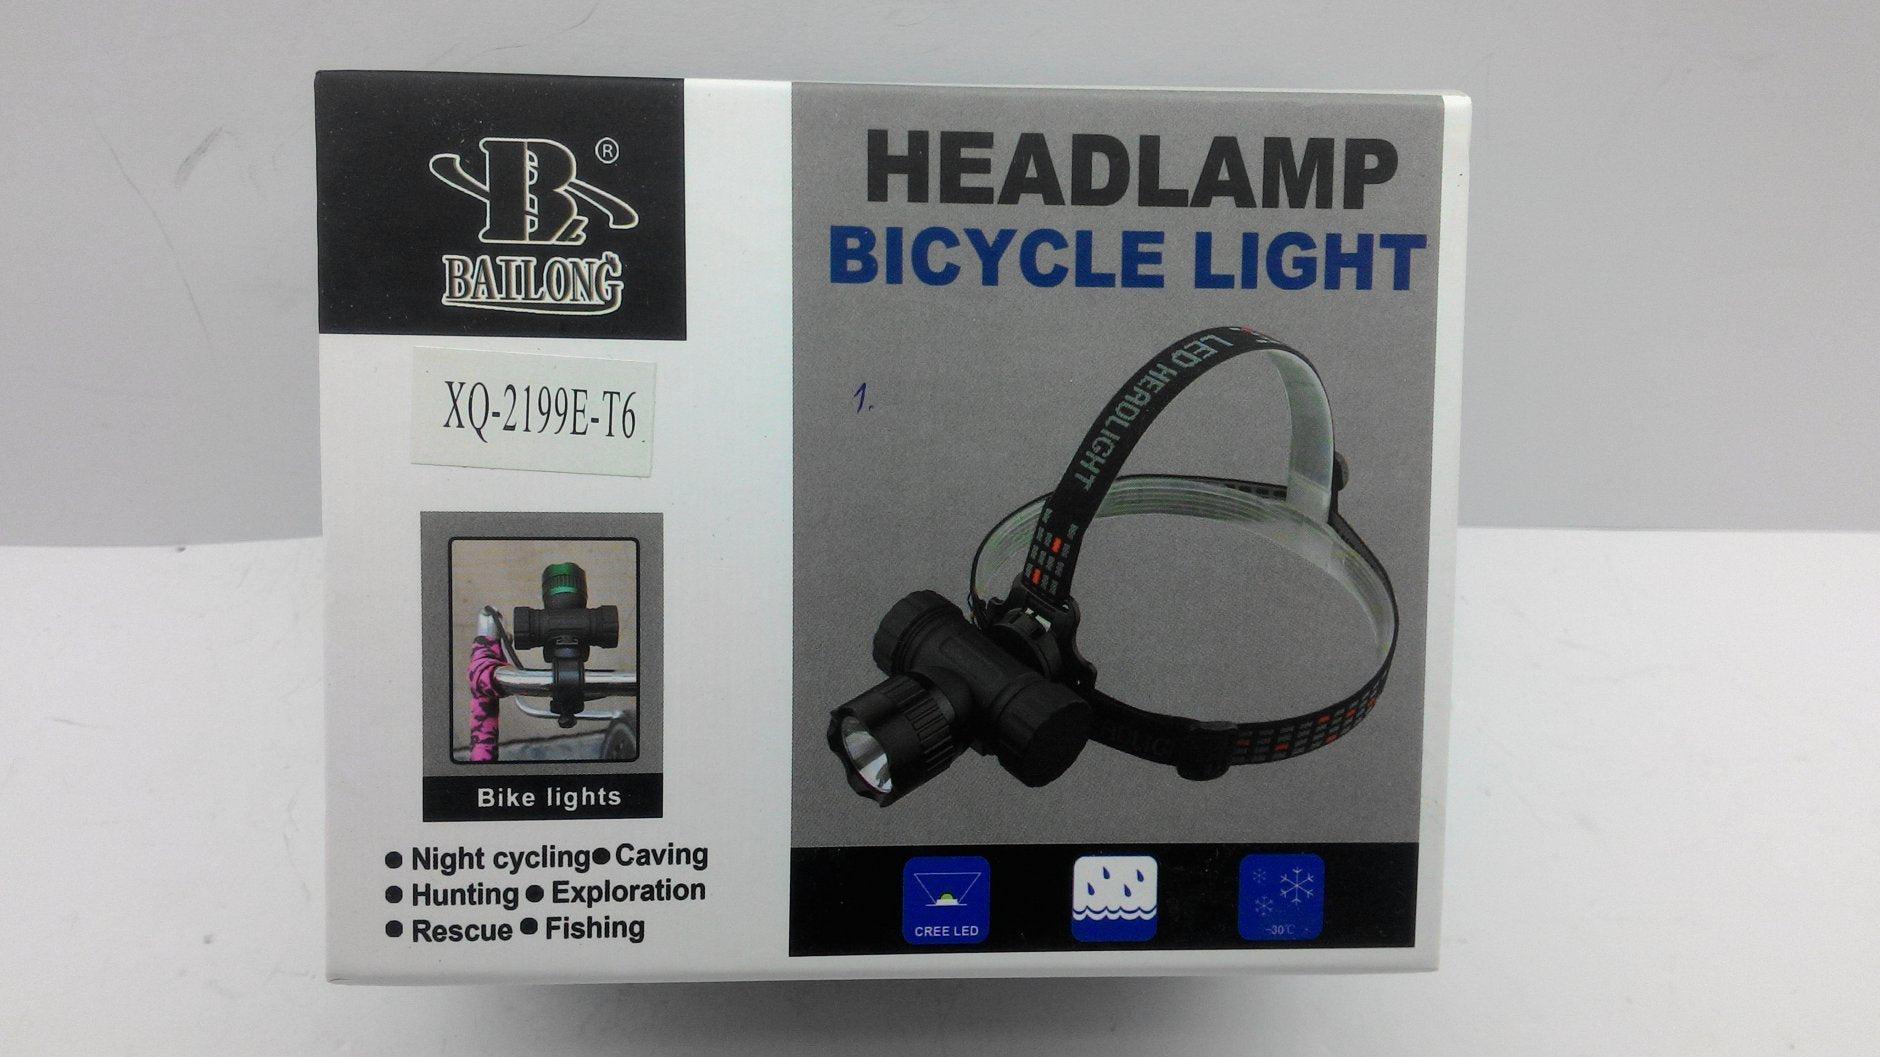 B
®
BAILONG
XQ-2199E-T6
Bike lights
● Night cycling● Caving
● Hunting ● Exploration
● Rescue ● Fishing
HEADLAMP
BICYCLE LIGHT
1.
LED HEADLIGHT
CREE LED
-30℃